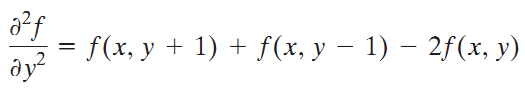 ∂²f/∂y² = f(x, y + 1) + f(x, y − 1) − 2f(x, y)